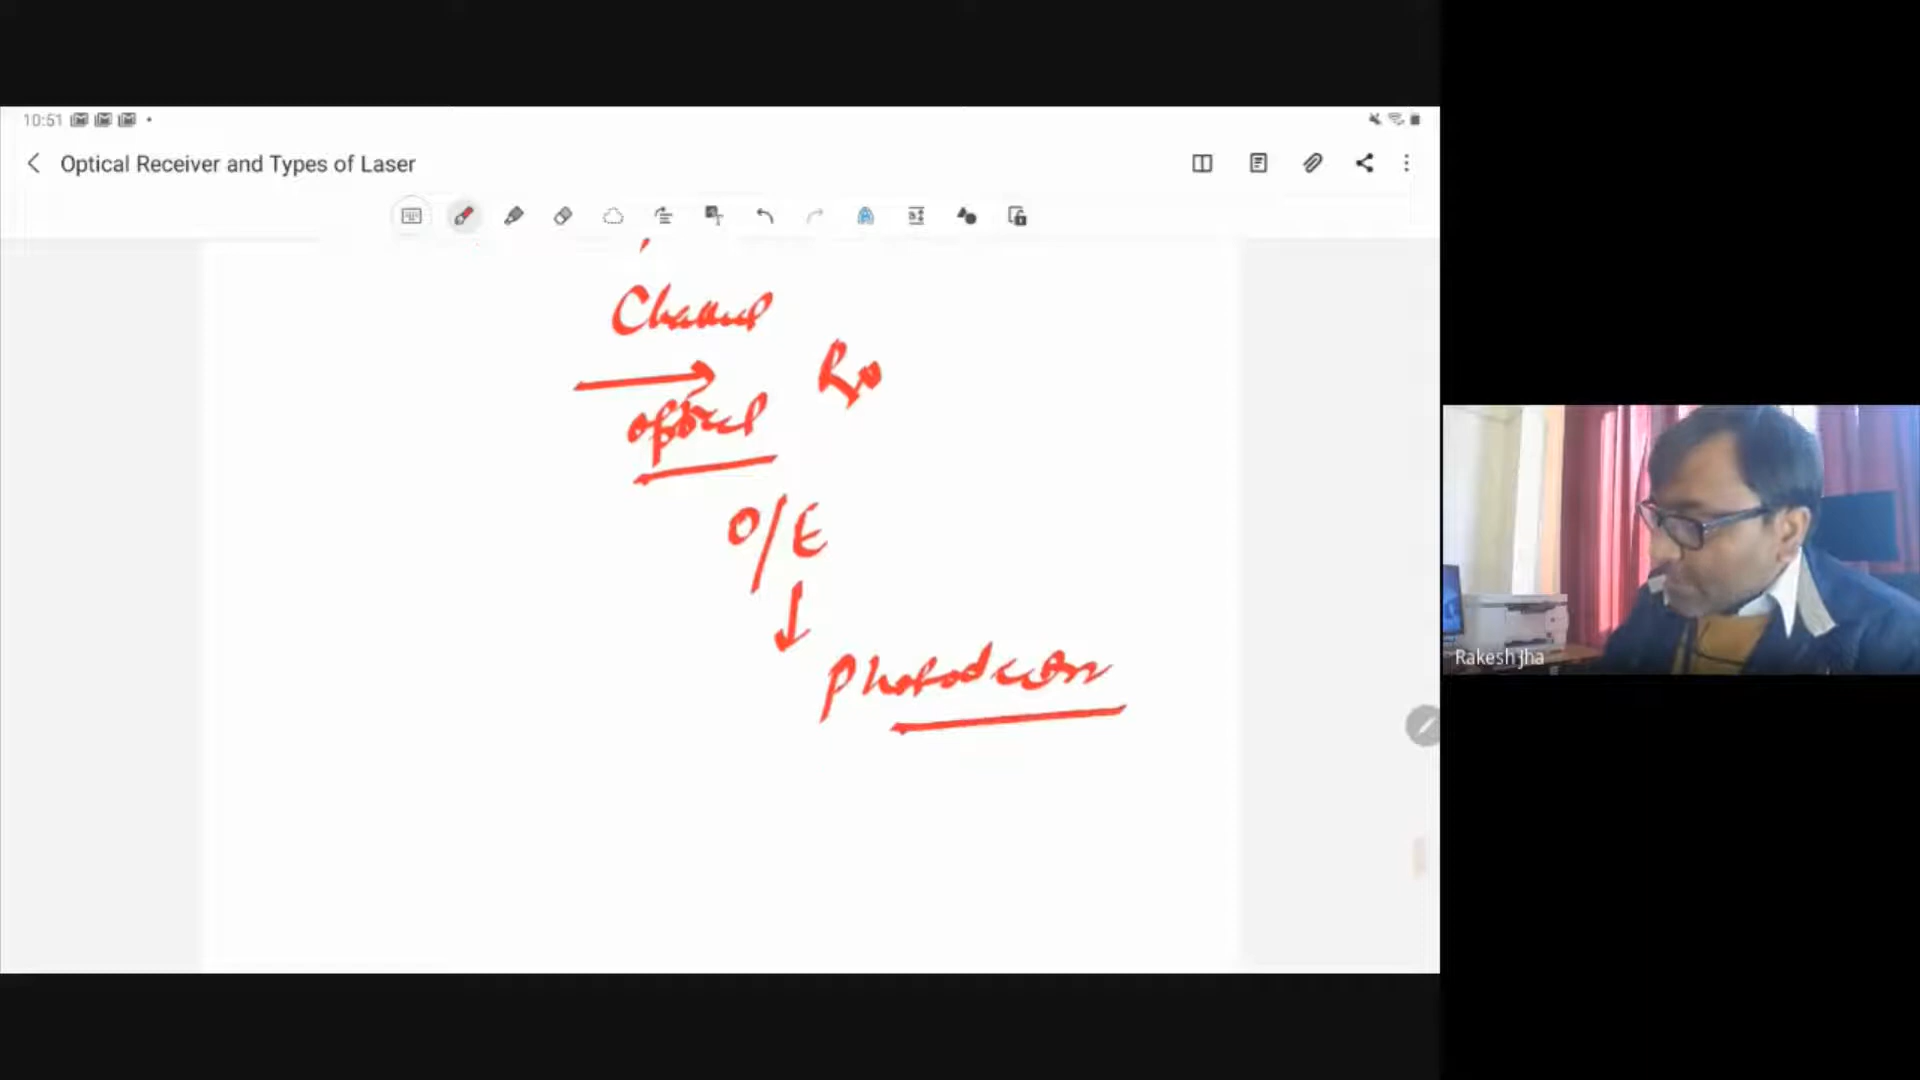 10:51
Optical Receiver and Types of Laser
Channel
Rx
optical
O/E
Photodetector
Rakesh Jha